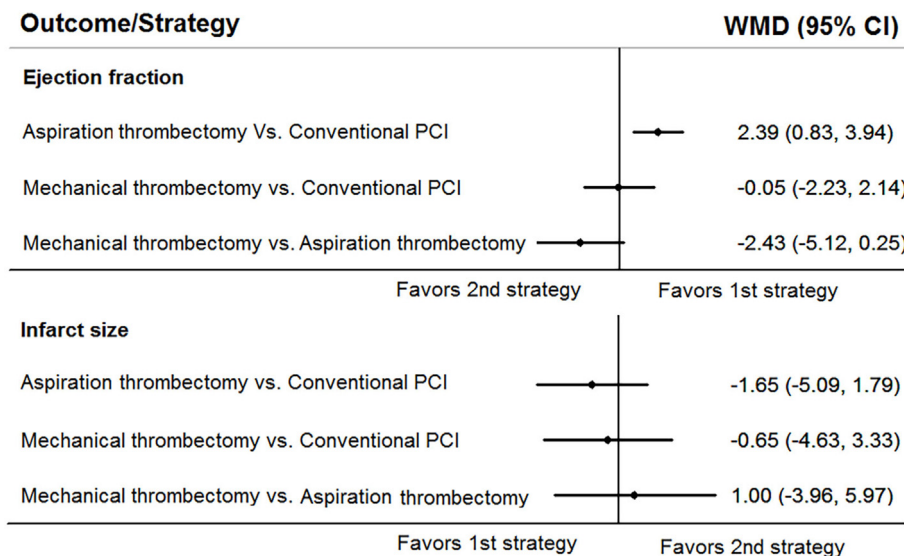 Outcome/Strategy WMD (95% CI)
Ejection fraction
Aspiration thrombectomy Vs. Conventional PCI 2.39 (0.83, 3.94)
Mechanical thrombectomy vs. Conventional PCI -0.05 (-2.23, 2.14)
Mechanical thrombectomy vs. Aspiration thrombectomy -2.43 (-5.12, 0.25)
Favors 2nd strategy Favors 1st strategy
Infarct size
Aspiration thrombectomy vs. Conventional PCI -1.65 (-5.09, 1.79)
Mechanical thrombectomy vs. Conventional PCI -0.65 (-4.63, 3.33)
Mechanical thrombectomy vs. Aspiration thrombectomy 1.00 (-3.96, 5.97)
Favors 1st strategy Favors 2nd strategy